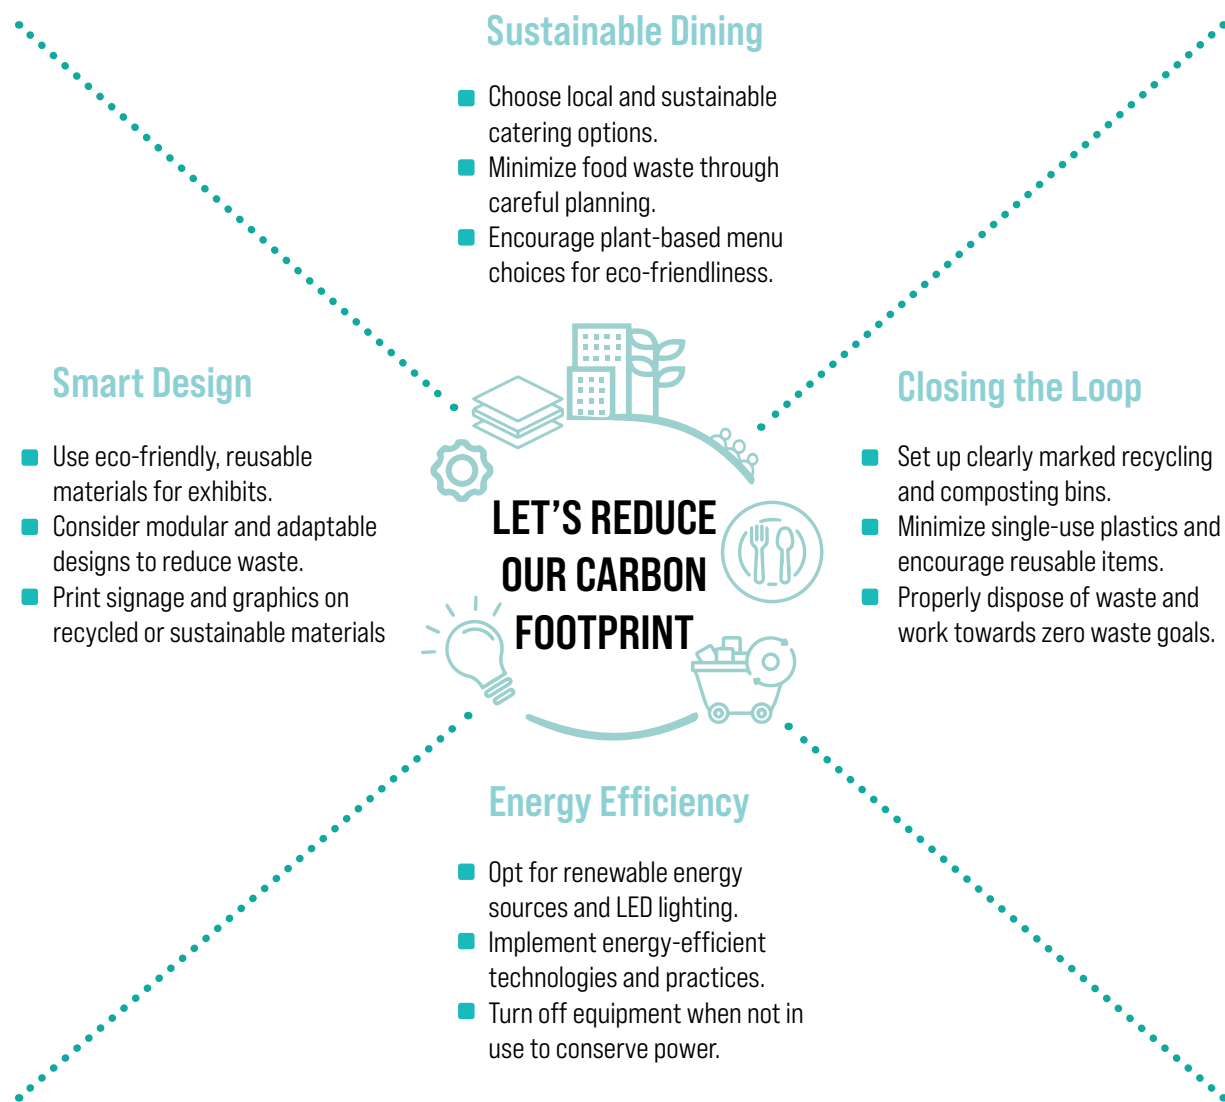 Sustainable Dining
Choose local and sustainable
catering options.
Minimize food waste through
careful planning.
Encourage plant-based menu
choices for eco-friendliness.
Smart Design
Use eco-friendly, reusable
materials for exhibits.
Consider modular and adaptable
designs to reduce waste.
Print signage and graphics on
recycled or sustainable materials
LET’S REDUCE
OUR CARBON
FOOTPRINT
Closing the Loop
Set up clearly marked recycling
and composting bins.
Minimize single-use plastics and
encourage reusable items.
Properly dispose of waste and
work towards zero waste goals.
Energy Efficiency
Opt for renewable energy
sources and LED lighting.
Implement energy-efficient
technologies and practices.
Turn off equipment when not in
use to conserve power.